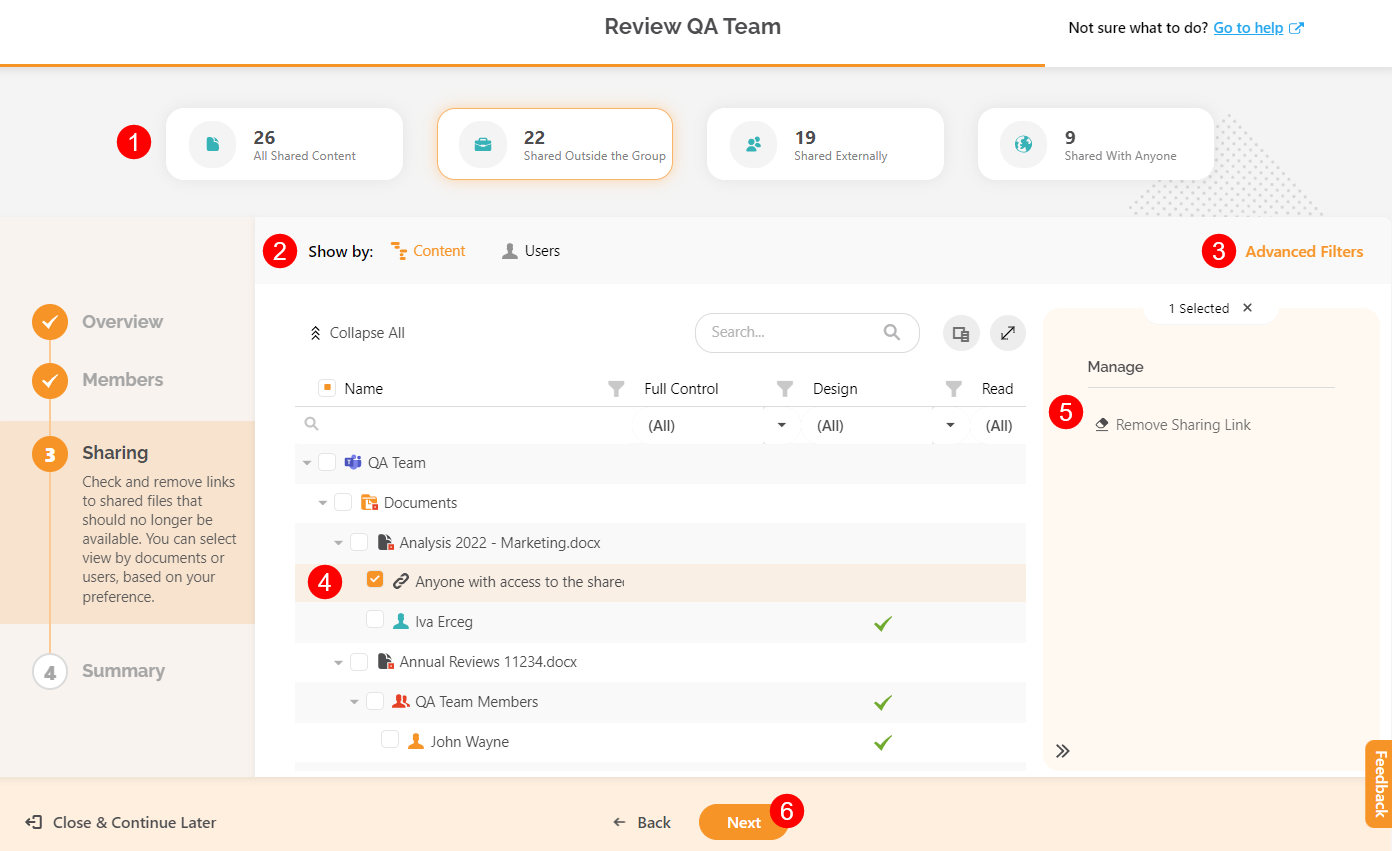 Review QA Team
Not sure what to do? Go to help
1
26
All Shared Content
22
Shared Outside the Group
19
Shared Externally
9
Shared With Anyone
2
Show by:
Content
Users
3
Advanced Filters
Overview
Members
3
Sharing
Check and remove links
to shared files that
should no longer be
available. You can select
view by documents or
users, based on your
preference.
4
Summary
Collapse All
Search...
Name
Full Control
Design
Read
(All)
(All)
(All)
QA Team
Documents
Analysis 2022 - Marketing.docx
4
Anyone with access to the shared
Iva Erceg
Annual Reviews 11234.docx
QA Team Members
John Wayne
1 Selected
Manage
5
Remove Sharing Link
Feedback
Close & Continue Later
Back
Next
6